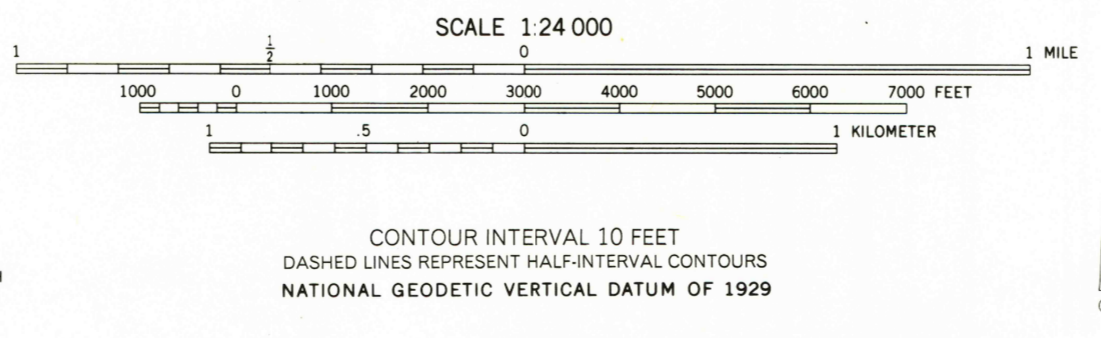 SCALE 1:24 000
1 1/2 0 1 MILE
1000 0 1000 2000 3000 4000 5000 6000 7000 FEET
1 .5 0 1 KILOMETER
CONTOUR INTERVAL 10 FEET
DASHED LINES REPRESENT HALF-INTERVAL CONTOURS
NATIONAL GEODETIC VERTICAL DATUM OF 1929